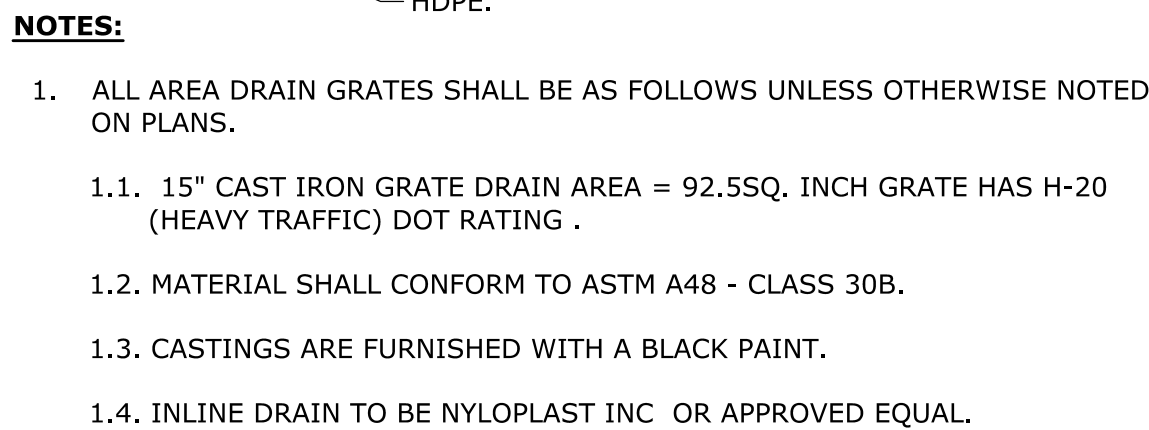 HDPE.
NOTES:
1. ALL AREA DRAIN GRATES SHALL BE AS FOLLOWS UNLESS OTHERWISE NOTED
ON PLANS.
1.1. 15" CAST IRON GRATE DRAIN AREA = 92.5SQ. INCH GRATE HAS H-20
(HEAVY TRAFFIC) DOT RATING .
1.2. MATERIAL SHALL CONFORM TO ASTM A48 - CLASS 30B.
1.3. CASTINGS ARE FURNISHED WITH A BLACK PAINT.
1.4. INLINE DRAIN TO BE NYLOPLAST INC OR APPROVED EQUAL.